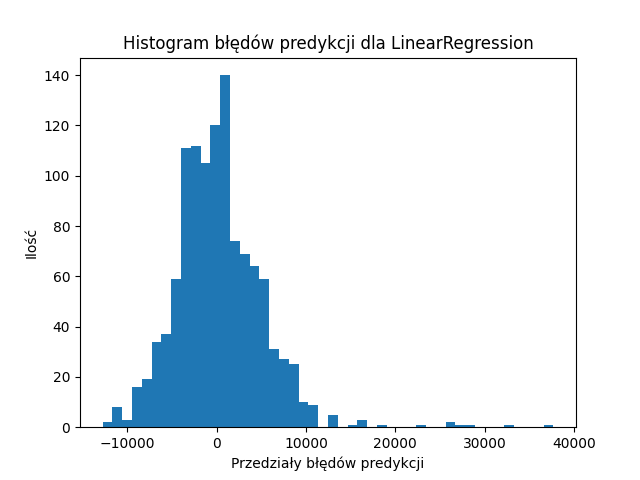 Histogram błędów predykcji dla LinearRegression
140
120
100
80
60
40
20
0
Ilość
−10000 0 10000 20000 30000 40000
Przedziały błędów predykcji